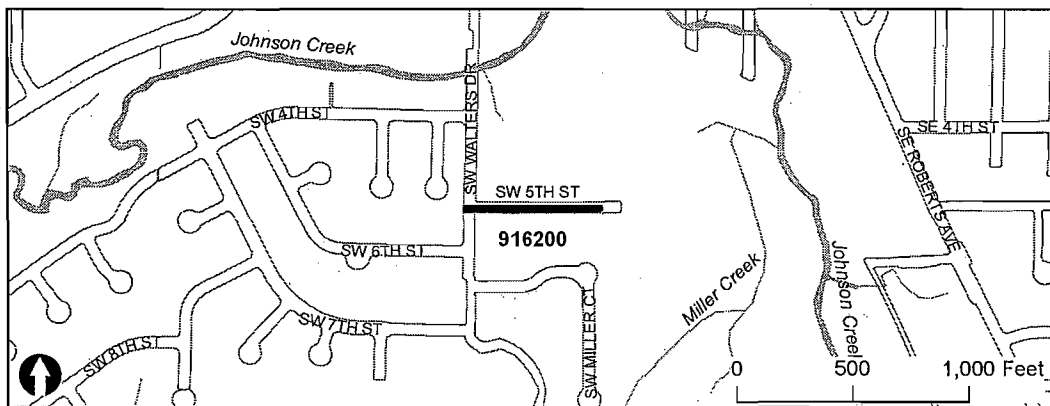 Johnson Creek
SW 4TH ST
SW WALTERS DR
SE 4TH ST
SW 5TH ST
SE ROBERTS AVE
916200
SW 6TH ST
Miller Creek
Johnson Creek
SW 7TH ST
SW MILLER CT
SW 8TH ST
0 500 1,000 Feet